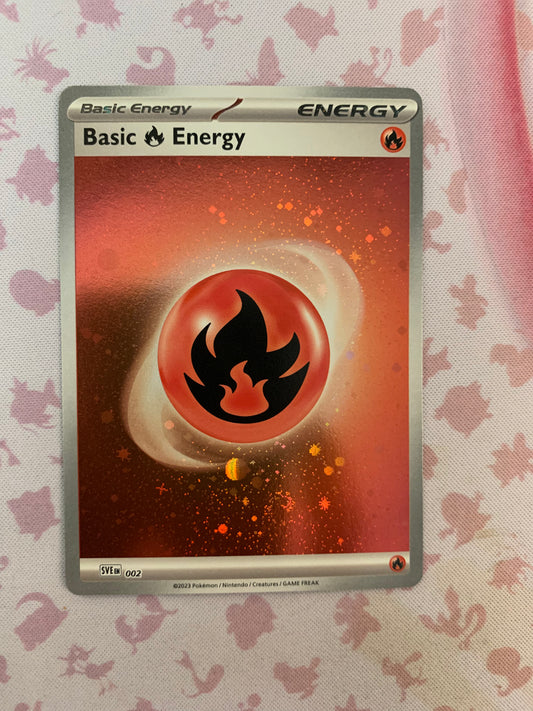 Basic Energy ENERGY
Basic Energy
SVE EN 002
©2023 Pokémon / Nintendo / Creatures / GAME FREAK